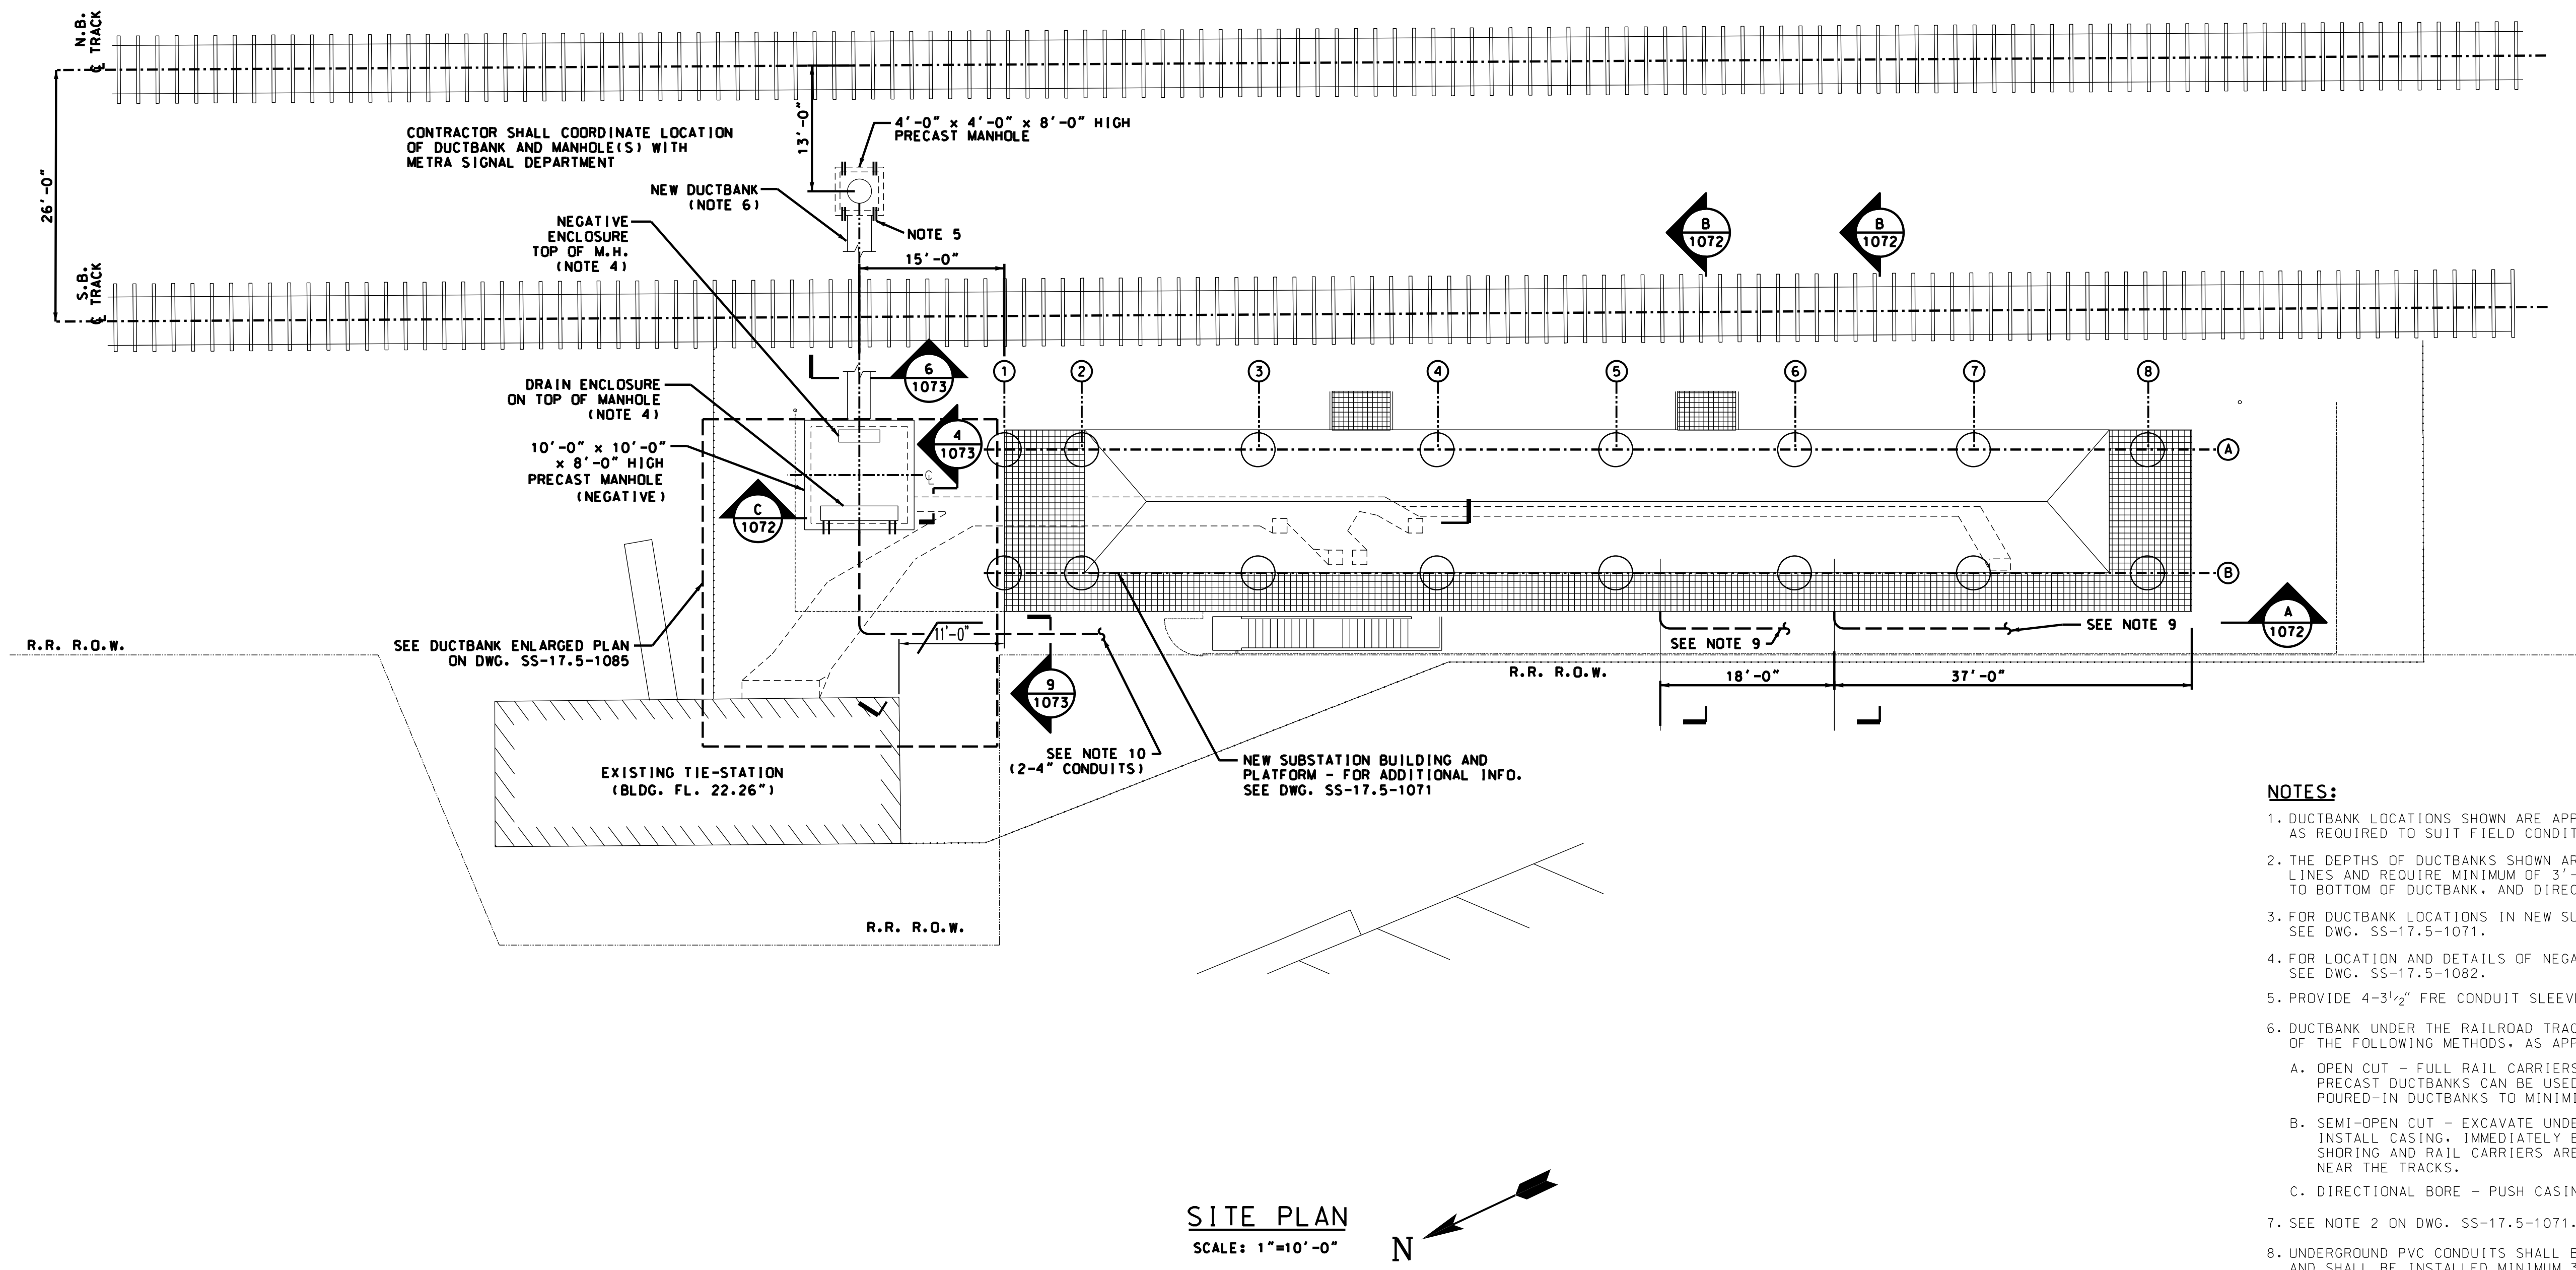 N.B.
TRACK
℄
26'-0"
S.B.
TRACK
℄
CONTRACTOR SHALL COORDINATE LOCATION
OF DUCTBANK AND MANHOLE(S) WITH
METRA SIGNAL DEPARTMENT
13'-0"
4'-0" x 4'-0" x 8'-0" HIGH
PRECAST MANHOLE
NEW DUCTBANK
(NOTE 6)
NEGATIVE
ENCLOSURE
TOP OF M.H.
(NOTE 4)
NOTE 5
15'-0"
B
1072
B
1072
DRAIN ENCLOSURE
ON TOP OF MANHOLE
(NOTE 4)
10'-0" x 10'-0"
x 8'-0" HIGH
PRECAST MANHOLE
(NEGATIVE)
6
1073
4
1073
℄
C
1072
1
2
3
4
5
6
7
8
A
B
A
1072
R.R. R.O.W.
SEE DUCTBANK ENLARGED PLAN
ON DWG. SS-17.5-1085
11'-0"
9
1073
SEE NOTE 9
SEE NOTE 9
R.R. R.O.W.
18'-0"
37'-0"
SEE NOTE 10
(2-4" CONDUITS)
NEW SUBSTATION BUILDING AND
PLATFORM - FOR ADDITIONAL INFO.
SEE DWG. SS-17.5-1071
EXISTING TIE-STATION
(BLDG. FL. 22.26")
R.R. R.O.W.
NOTES:
1. DUCTBANK LOCATIONS SHOWN ARE APP
AS REQUIRED TO SUIT FIELD CONDIT
2. THE DEPTHS OF DUCTBANKS SHOWN AR
LINES AND REQUIRE MINIMUM OF 3'-
TO BOTTOM OF DUCTBANK, AND DIREC
3. FOR DUCTBANK LOCATIONS IN NEW SU
SEE DWG. SS-17.5-1071.
4. FOR LOCATION AND DETAILS OF NEGA
SEE DWG. SS-17.5-1082.
5. PROVIDE 4-3½" FRE CONDUIT SLEEV
6. DUCTBANK UNDER THE RAILROAD TRAC
OF THE FOLLOWING METHODS, AS APP
A. OPEN CUT - FULL RAIL CARRIERS
PRECAST DUCTBANKS CAN BE USED
POURED-IN DUCTBANKS TO MINIMI
B. SEMI-OPEN CUT - EXCAVATE UNDE
INSTALL CASING, IMMEDIATELY B
SHORING AND RAIL CARRIERS ARE
NEAR THE TRACKS.
C. DIRECTIONAL BORE - PUSH CASIN
7. SEE NOTE 2 ON DWG. SS-17.5-1071.
8. UNDERGROUND PVC CONDUITS SHALL B
AND SHALL BE INSTALLED MINIMUM 3
SITE PLAN
SCALE: 1"=10'-0"
N